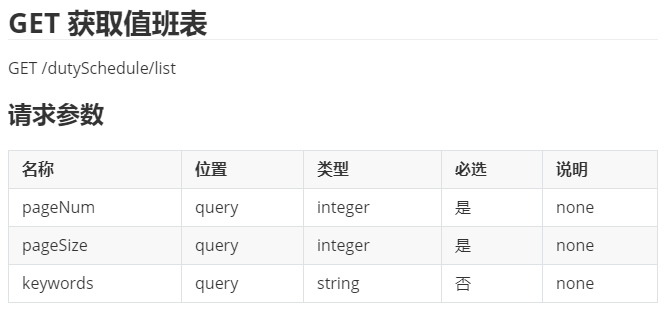 GET 获取值班表
GET /dutySchedule/list
请求参数
名称 位置 类型 必选 说明
pageNum query integer 是 none
pageSize query integer 是 none
keywords query string 否 none